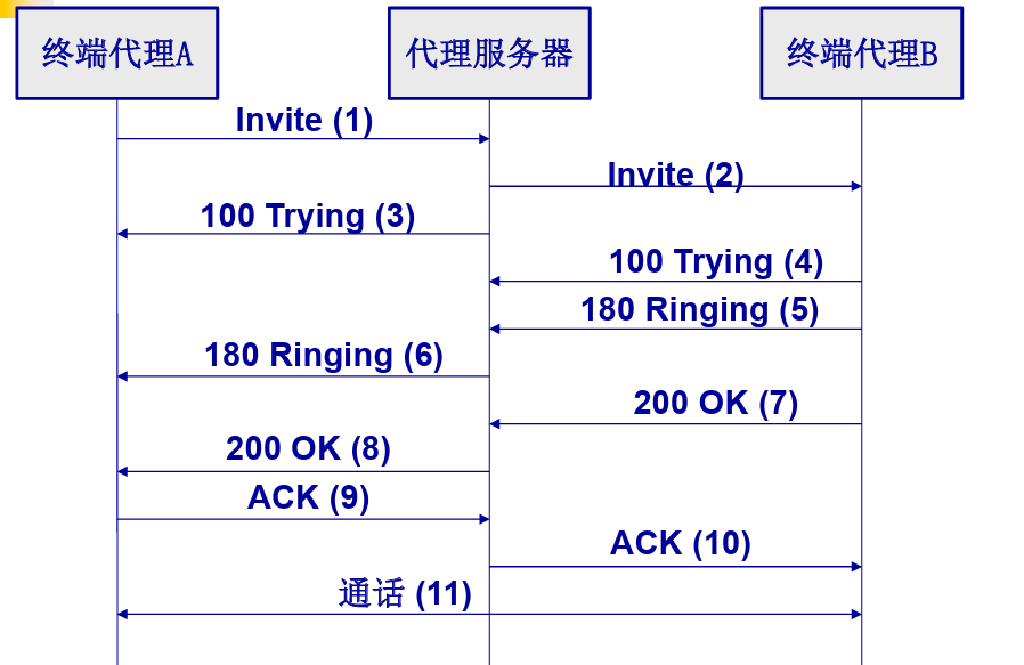 终端代理A
代理服务器
终端代理B
Invite (1)
Invite (2)
100 Trying (3)
100 Trying (4)
180 Ringing (5)
180 Ringing (6)
200 OK (7)
200 OK (8)
ACK (9)
ACK (10)
通话 (11)